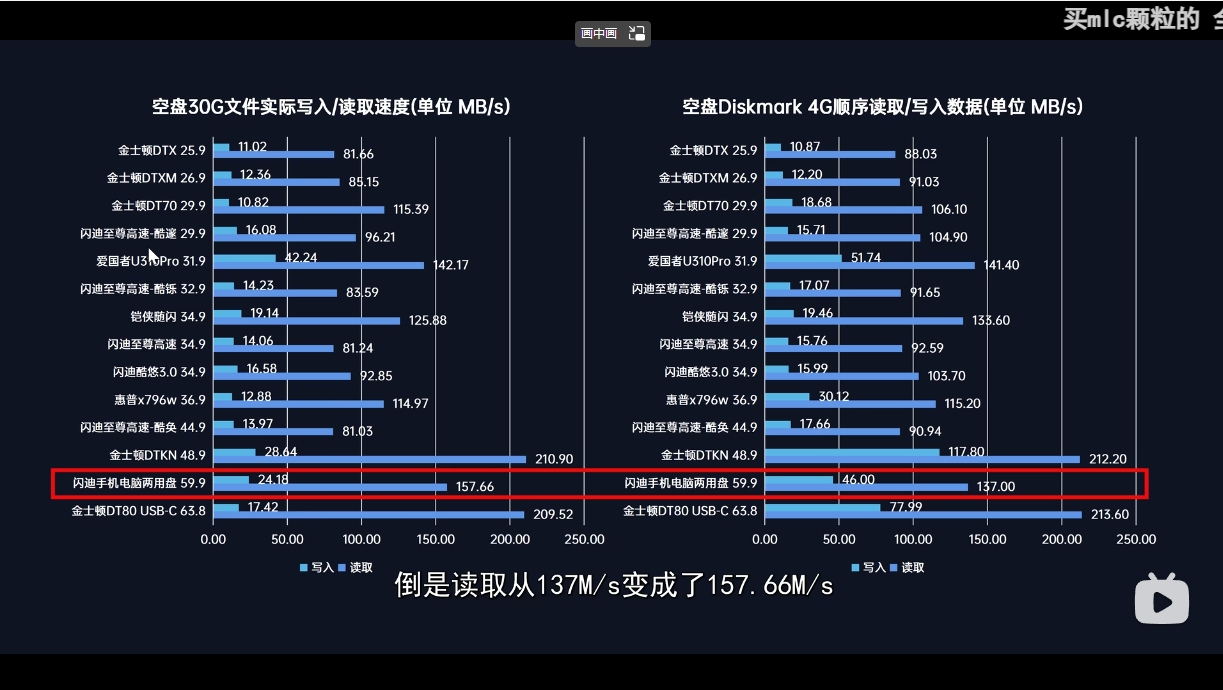 买mlc颗粒的
画中画
空盘30G文件实际写入/读取速度(单位 MB/s)
金士顿DTX 25.9 11.02 81.66
金士顿DTXM 26.9 12.36 85.15
金士顿DT70 29.9 10.82 115.39
闪迪至尊高速-酷邃 29.9 16.08 96.21
爱国者U310Pro 31.9 42.24 142.17
闪迪至尊高速-酷铄 32.9 14.23 83.59
铠侠随闪 34.9 19.14 125.88
闪迪至尊高速 34.9 14.06 81.24
闪迪酷悠3.0 34.9 16.58 92.85
惠普x796w 36.9 12.88 114.97
闪迪至尊高速-酷奂 44.9 13.97 81.03
金士顿DTKN 48.9 28.64 210.90
闪迪手机电脑两用盘 59.9 24.18 157.66
金士顿DT80 USB-C 63.8 17.42 209.52
0.00 50.00 100.00 150.00 200.00 250.00
写入 读取
空盘Diskmark 4G顺序读取/写入数据(单位 MB/s)
金士顿DTX 25.9 10.87 88.03
金士顿DTXM 26.9 12.20 91.03
金士顿DT70 29.9 18.68 106.10
闪迪至尊高速-酷邃 29.9 15.71 104.90
爱国者U310Pro 31.9 51.74 141.40
闪迪至尊高速-酷铄 32.9 17.07 91.65
铠侠随闪 34.9 19.46 133.60
闪迪至尊高速 34.9 15.76 92.59
闪迪酷悠3.0 34.9 15.99 103.70
惠普x796w 36.9 30.12 115.20
闪迪至尊高速-酷奂 44.9 17.66 90.94
金士顿DTKN 48.9 117.80 212.20
闪迪手机电脑两用盘 59.9 46.00 137.00
金士顿DT80 USB-C 63.8 77.99 213.60
0.00 50.00 100.00 150.00 200.00 250.00
写入 读取
倒是读取从137M/s变成了157.66M/s